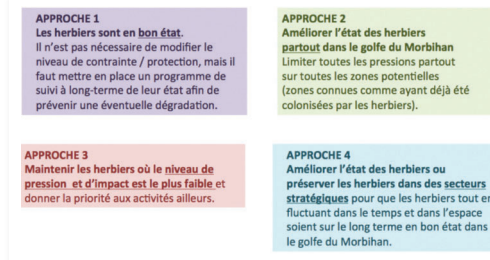 APPROCHE 1
Les herbiers sont en bon état.
Il n'est pas nécessaire de modifier le
niveau de contrainte / protection, mais il
faut mettre en place un programme de
suivi à long-terme de leur état afin de
prévenir une éventuelle dégradation.
APPROCHE 2
Améliorer l'état des herbiers
partout dans le golfe du Morbihan
Limiter toutes les pressions partout
sur toutes les zones potentielles
(zones connues comme ayant déjà été
colonisées par les herbiers).
APPROCHE 3
Maintenir les herbiers où le niveau de
pression et d'impact est le plus faible et
donner la priorité aux activités ailleurs.
APPROCHE 4
Améliorer l'état des herbiers ou
préserver les herbiers dans des secteurs
stratégiques pour que les herbiers tout en
fluctuant dans le temps et dans l'espace
soient sur le long terme en bon état dans
le golfe du Morbihan.